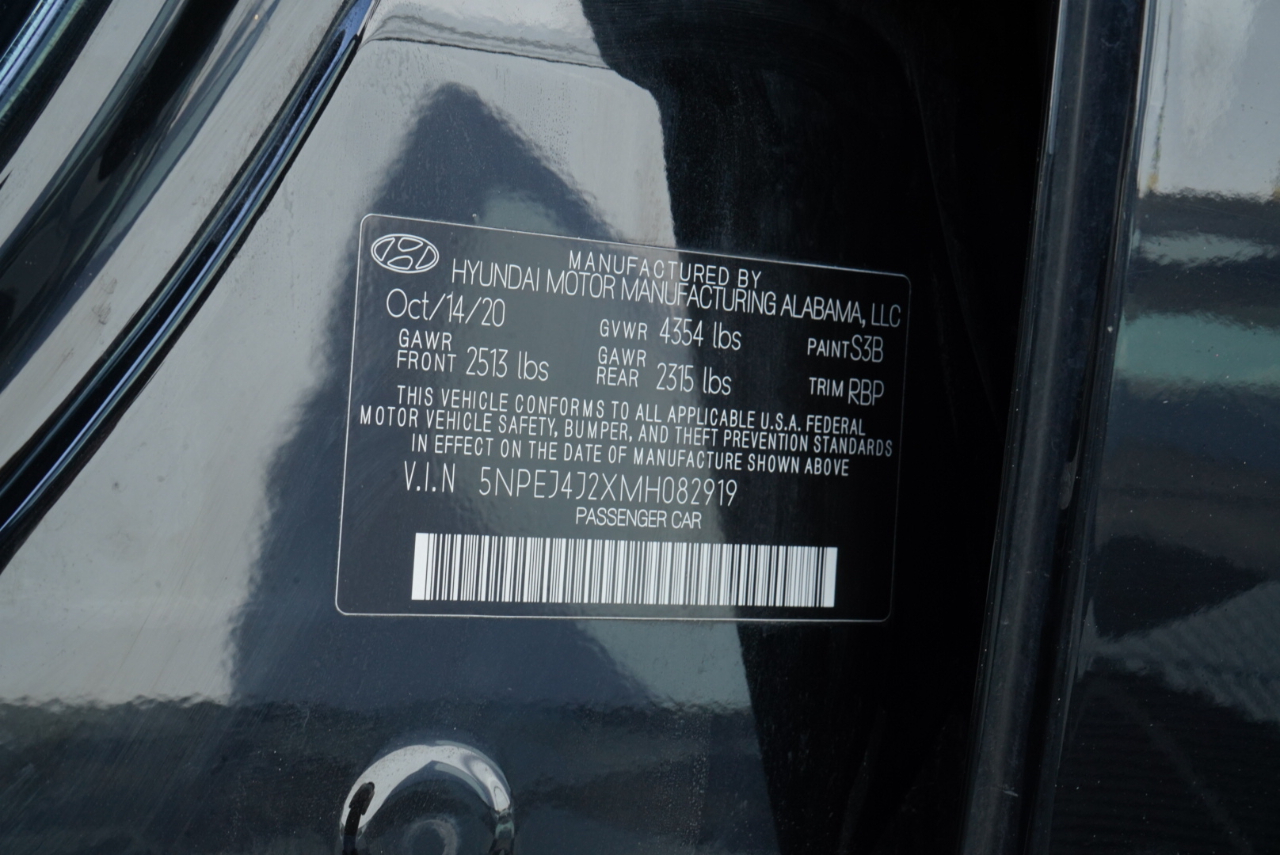 MANUFACTURED BY
HYUNDAI MOTOR MANUFACTURING ALABAMA, LLC
Oct/14/20 GVWR 4354 lbs PAINT S3B
GAWR FRONT 2513 lbs GAWR REAR 2315 lbs TRIM RBP
THIS VEHICLE CONFORMS TO ALL APPLICABLE U.S.A. FEDERAL
MOTOR VEHICLE SAFETY, BUMPER, AND THEFT PREVENTION STANDARDS
IN EFFECT ON THE DATE OF MANUFACTURE SHOWN ABOVE
V.I.N 5NPEJ4J2XMH082919
PASSENGER CAR